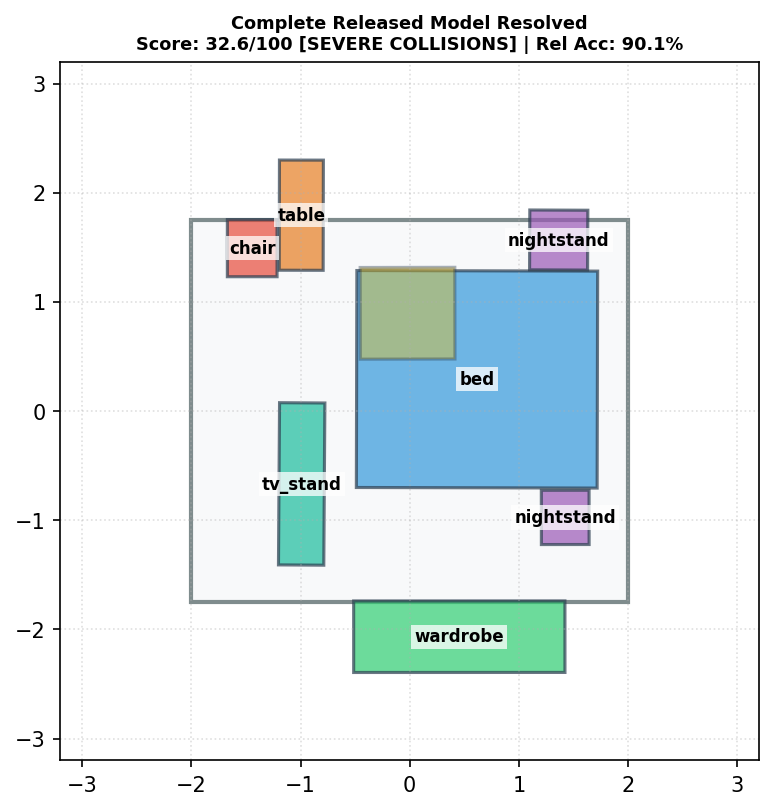 Complete Released Model Resolved
Score: 32.6/100 [SEVERE COLLISIONS] | Rel Acc: 90.1%
3
2
1
0
−1
−2
−3
table
chair
nightstand
bed
tv_stand
nightstand
wardrobe
−3
−2
−1
0
1
2
3